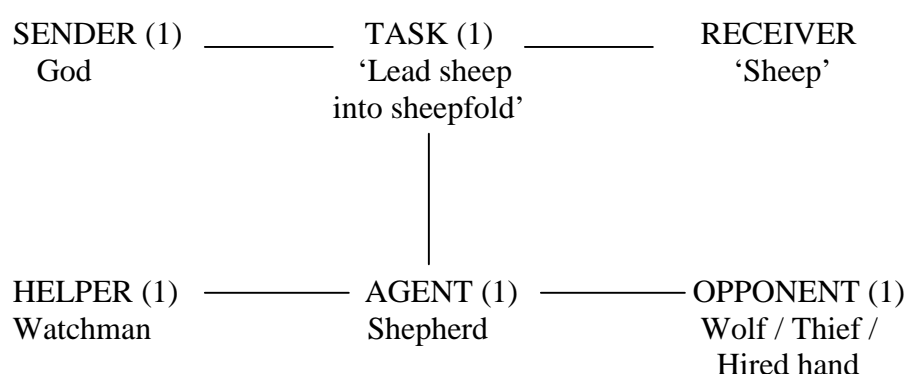 SENDER (1) TASK (1) RECEIVER
God ‘Lead sheep ‘Sheep’
into sheepfold’
HELPER (1) AGENT (1) OPPONENT (1)
Watchman Shepherd Wolf / Thief /
Hired hand